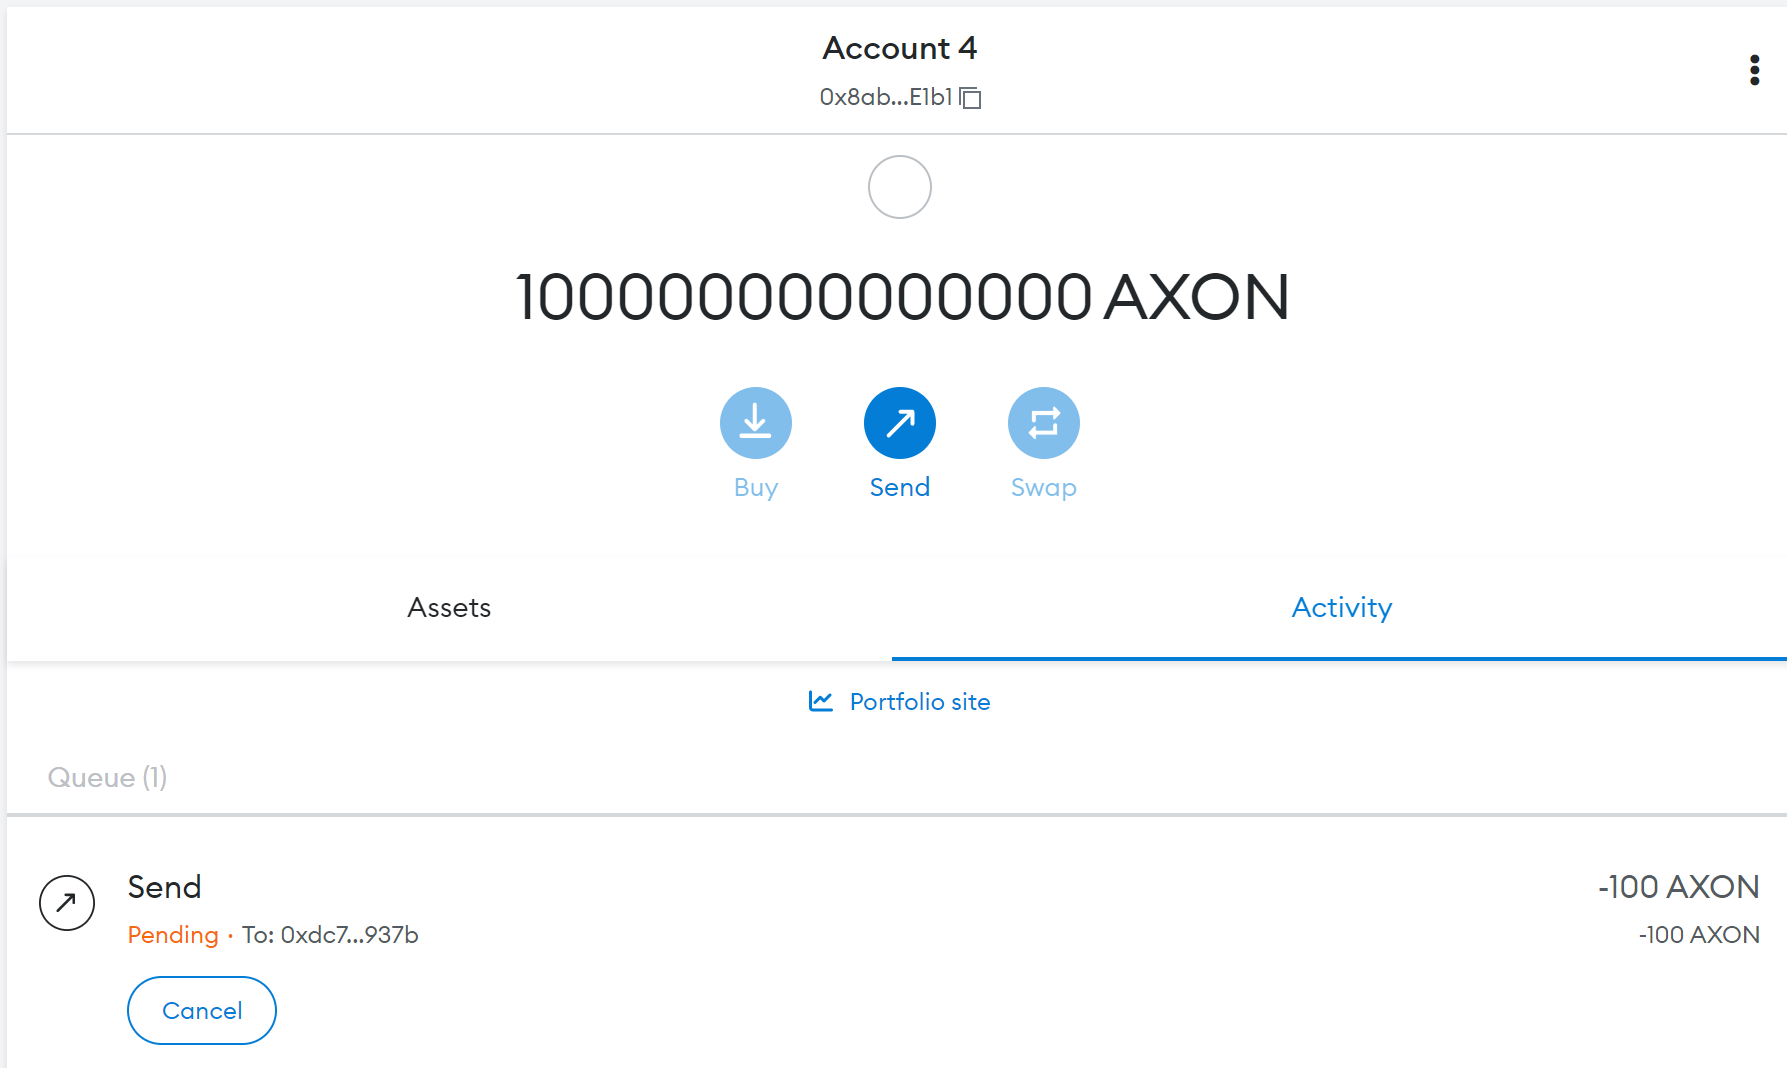 Account 4
0x8ab...E1b1
100000000000000 AXON
Buy
Send
Swap
Assets
Activity
Portfolio site
Queue (1)
Send
-100 AXON
Pending · To: 0xdc7...937b
-100 AXON
Cancel